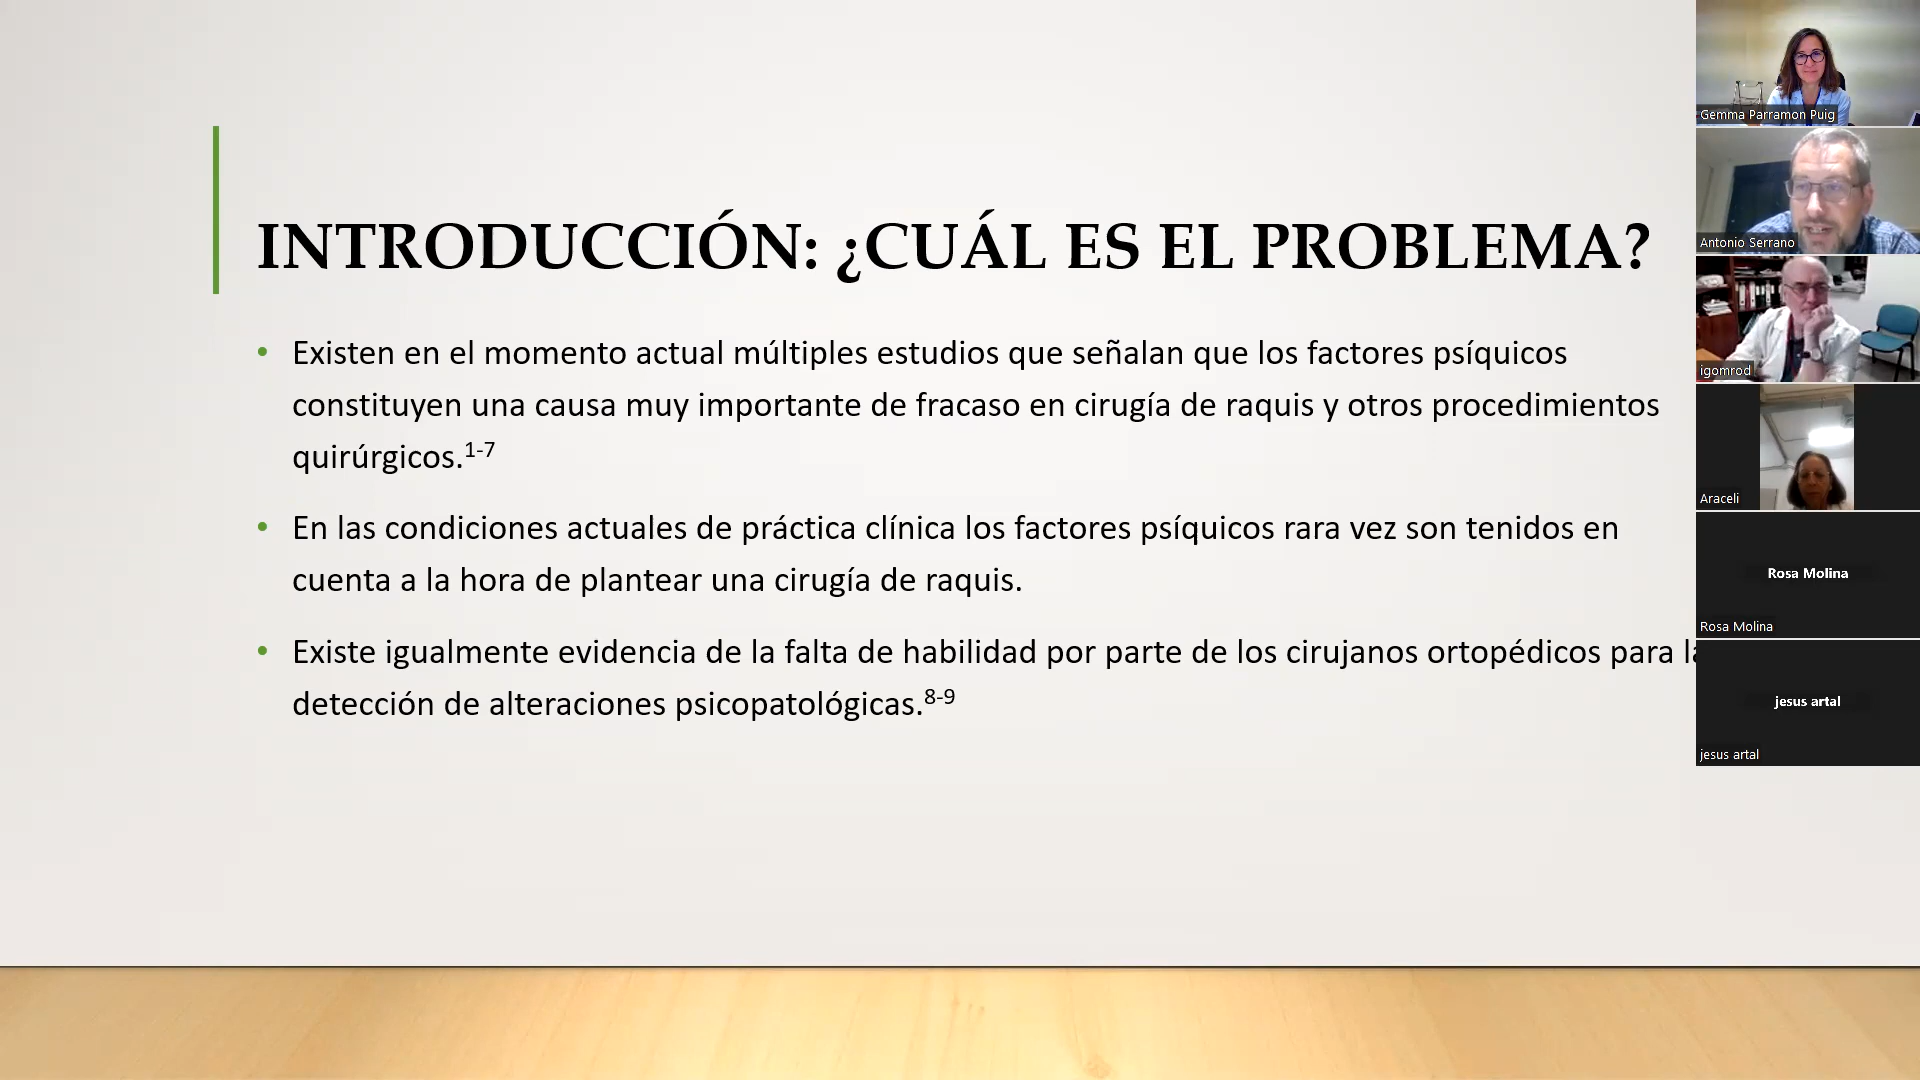 INTRODUCCIÓN: ¿CUÁL ES EL PROBLEMA?
• Existen en el momento actual múltiples estudios que señalan que los factores psíquicos
constituyen una causa muy importante de fracaso en cirugía de raquis y otros procedimientos
quirúrgicos.1-7
• En las condiciones actuales de práctica clínica los factores psíquicos rara vez son tenidos en
cuenta a la hora de plantear una cirugía de raquis.
• Existe igualmente evidencia de la falta de habilidad por parte de los cirujanos ortopédicos para la
detección de alteraciones psicopatológicas.8-9
Gemma Parramon Puig
Antonio Serrano
igomrod
Araceli
Rosa Molina
Rosa Molina
jesus artal
jesus artal